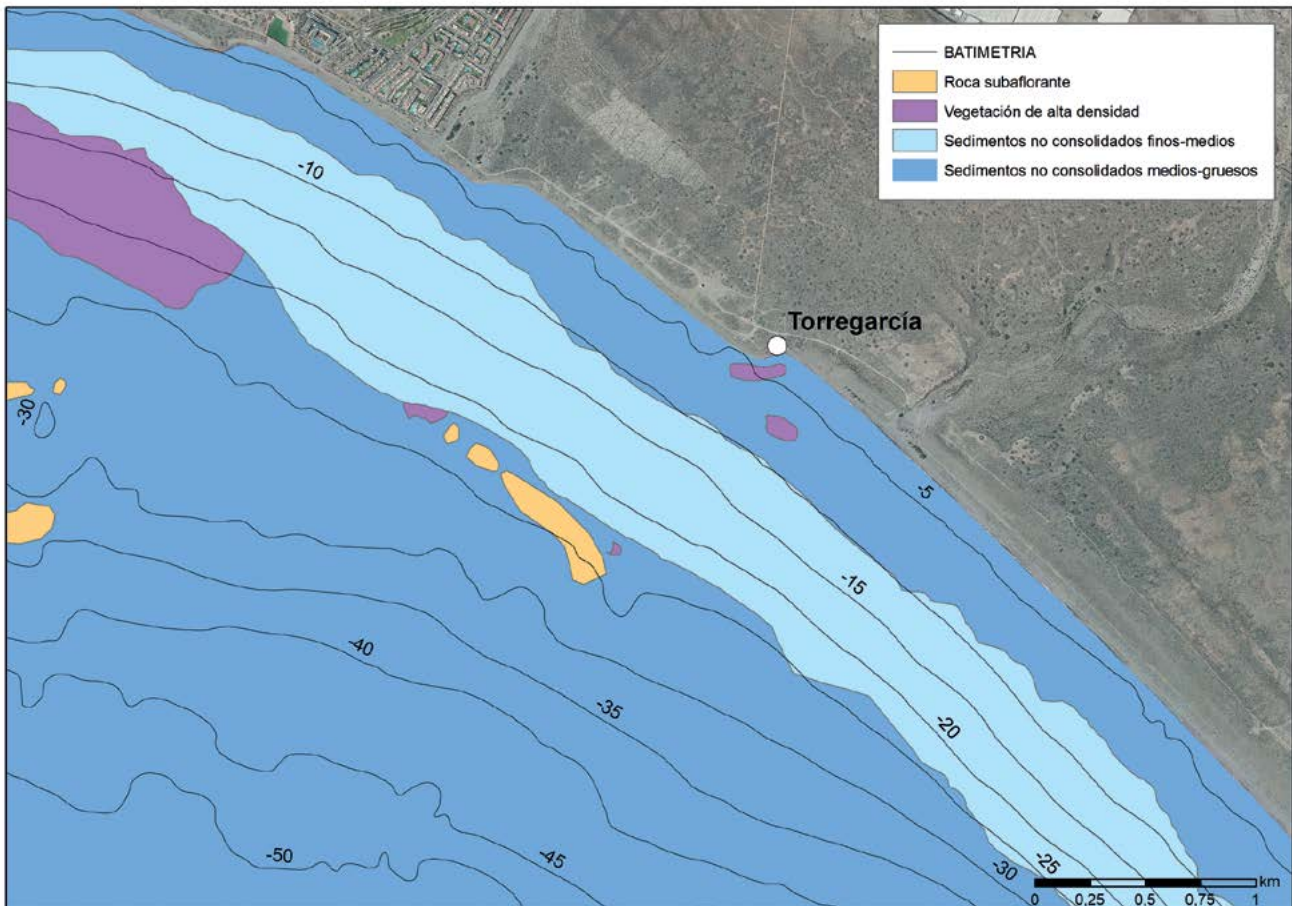 BATIMETRIA
Roca subaflorante
Vegetación de alta densidad
Sedimentos no consolidados finos-medios
Sedimentos no consolidados medios-gruesos
-10
Torregarcía
-30
-5
-15
-40
-35
-20
-50
-45
-30
-25
km
0 0,25 0,5 0,75 1